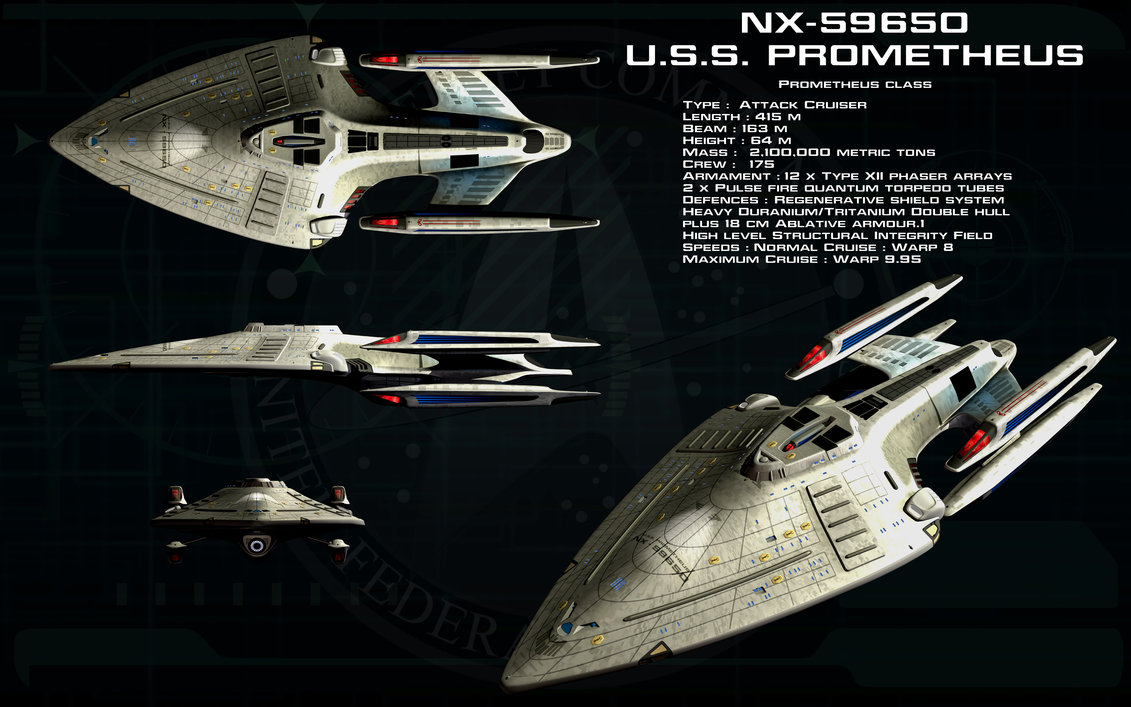 NX-59650
U.S.S. PROMETHEUS
PROMETHEUS CLASS
TYPE : ATTACK CRUISER
LENGTH : 415 M
BEAM : 163 M
HEIGHT : 64 M
MASS : 2,100,000 METRIC TONS
CREW : 175
ARMAMENT : 12 X TYPE XII PHASER ARRAYS
2 X PULSE FIRE QUANTUM TORPEDO TUBES
DEFENCES : REGENERATIVE SHIELD SYSTEM
HEAVY DURANIUM/TRITANIUM DOUBLE HULL
PLUS 18 CM ABLATIVE ARMOUR.1
HIGH LEVEL STRUCTURAL INTEGRITY FIELD
SPEEDS : NORMAL CRUISE : WARP 8
MAXIMUM CRUISE : WARP 9.95